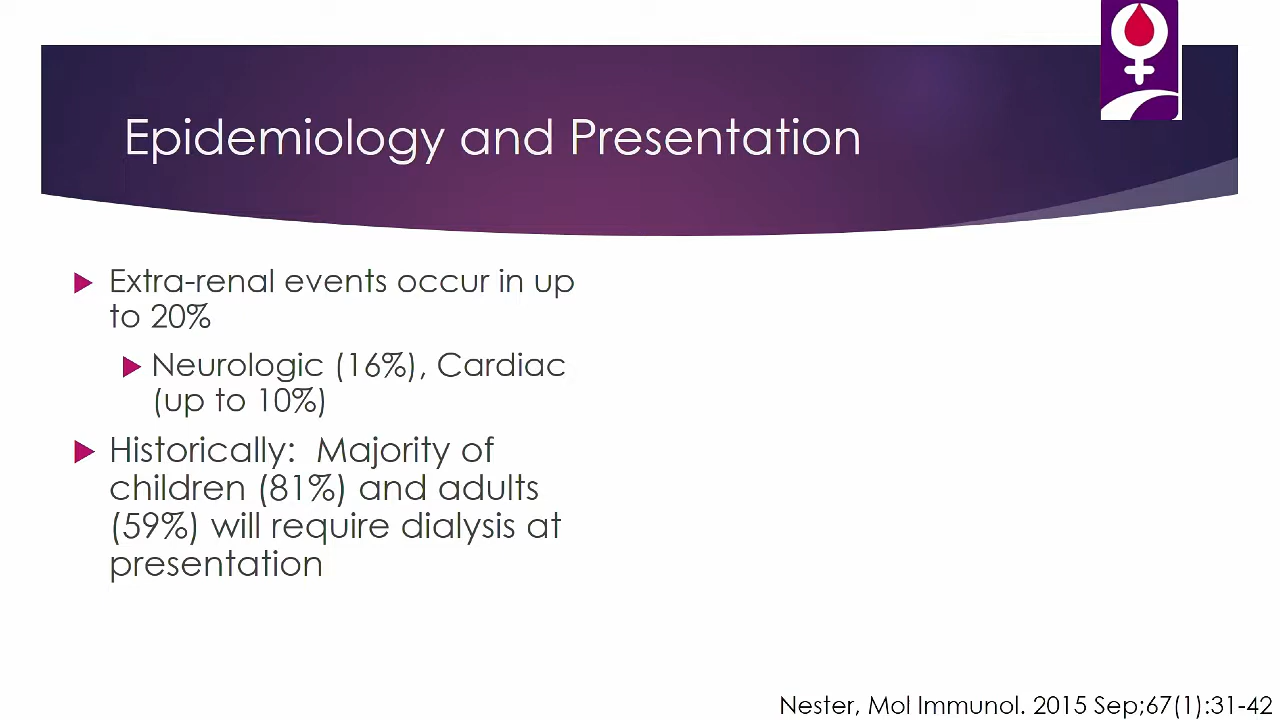 Epidemiology and Presentation
Extra-renal events occur in up
to 20%
Neurologic (16%), Cardiac
(up to 10%)
Historically:  Majority of
children (81%) and adults
(59%) will require dialysis at
presentation
Nester, Mol Immunol. 2015 Sep;67(1):31-42